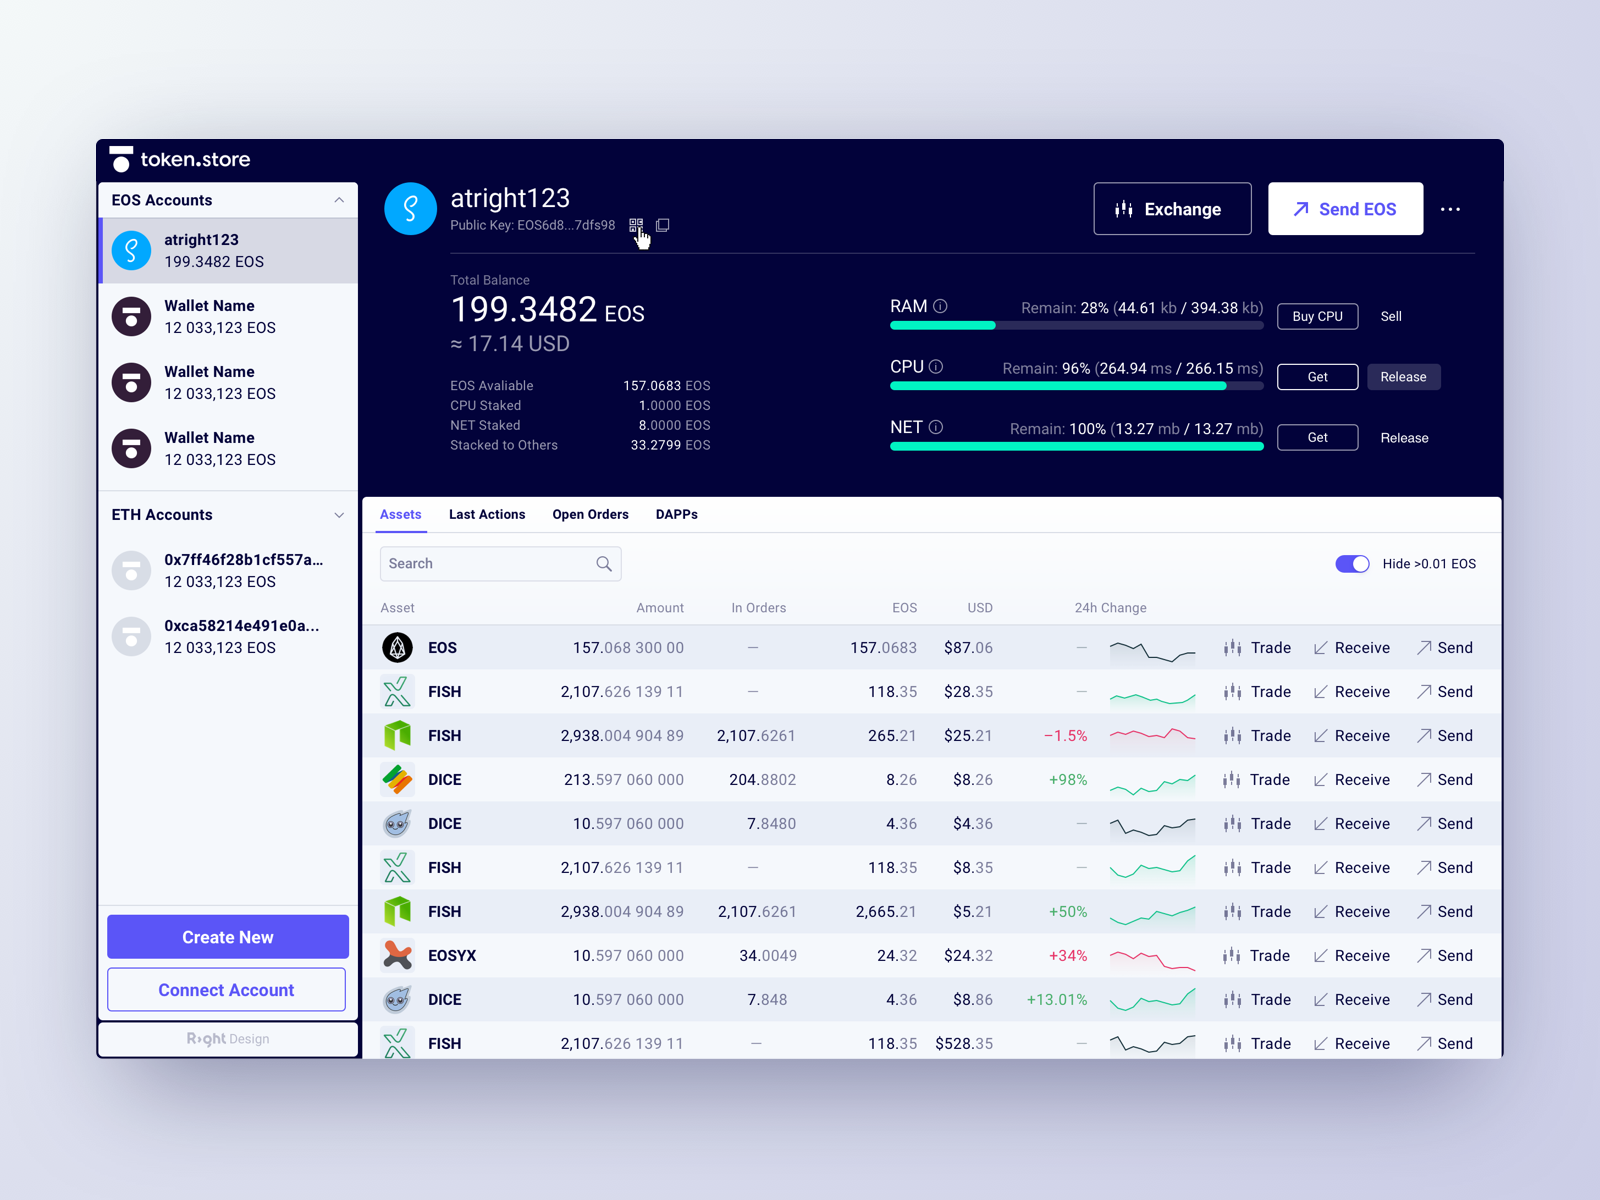 token.store
EOS Accounts
atright123
199.3482 EOS
Wallet Name
12 033,123 EOS
Wallet Name
12 033,123 EOS
Wallet Name
12 033,123 EOS
ETH Accounts
0x7ff46f28b1cf557a...
12 033,123 EOS
0xca58214e491e0a...
12 033,123 EOS
Create New
Connect Account
Right Design
atright123
Public Key: EOS6d8...7dfs98
Exchange
Send EOS
Total Balance
199.3482 EOS
≈ 17.14 USD
EOS Avaliable 157.0683 EOS
CPU Staked 1.0000 EOS
NET Staked 8.0000 EOS
Stacked to Others 33.2799 EOS
RAM Remain: 28% (44.61 kb / 394.38 kb) Buy CPU Sell
CPU Remain: 96% (264.94 ms / 266.15 ms) Get Release
NET Remain: 100% (13.27 mb / 13.27 mb) Get Release
Assets Last Actions Open Orders DAPPs
Search Hide >0.01 EOS
Asset Amount In Orders EOS USD 24h Change
EOS 157.068 300 00 — 157.0683 $87.06 — Trade Receive Send
FISH 2,107.626 139 11 — 118.35 $28.35 — Trade Receive Send
FISH 2,938.004 904 89 2,107.6261 265.21 $25.21 −1.5% Trade Receive Send
DICE 213.597 060 000 204.8802 8.26 $8.26 +98% Trade Receive Send
DICE 10.597 060 000 7.8480 4.36 $4.36 — Trade Receive Send
FISH 2,107.626 139 11 — 118.35 $8.35 — Trade Receive Send
FISH 2,938.004 904 89 2,107.6261 2,665.21 $5.21 +50% Trade Receive Send
EOSYX 10.597 060 000 34.0049 24.32 $24.32 +34% Trade Receive Send
DICE 10.597 060 000 7.848 4.36 $8.86 +13.01% Trade Receive Send
FISH 2,107.626 139 11 — 118.35 $528.35 — Trade Receive Send